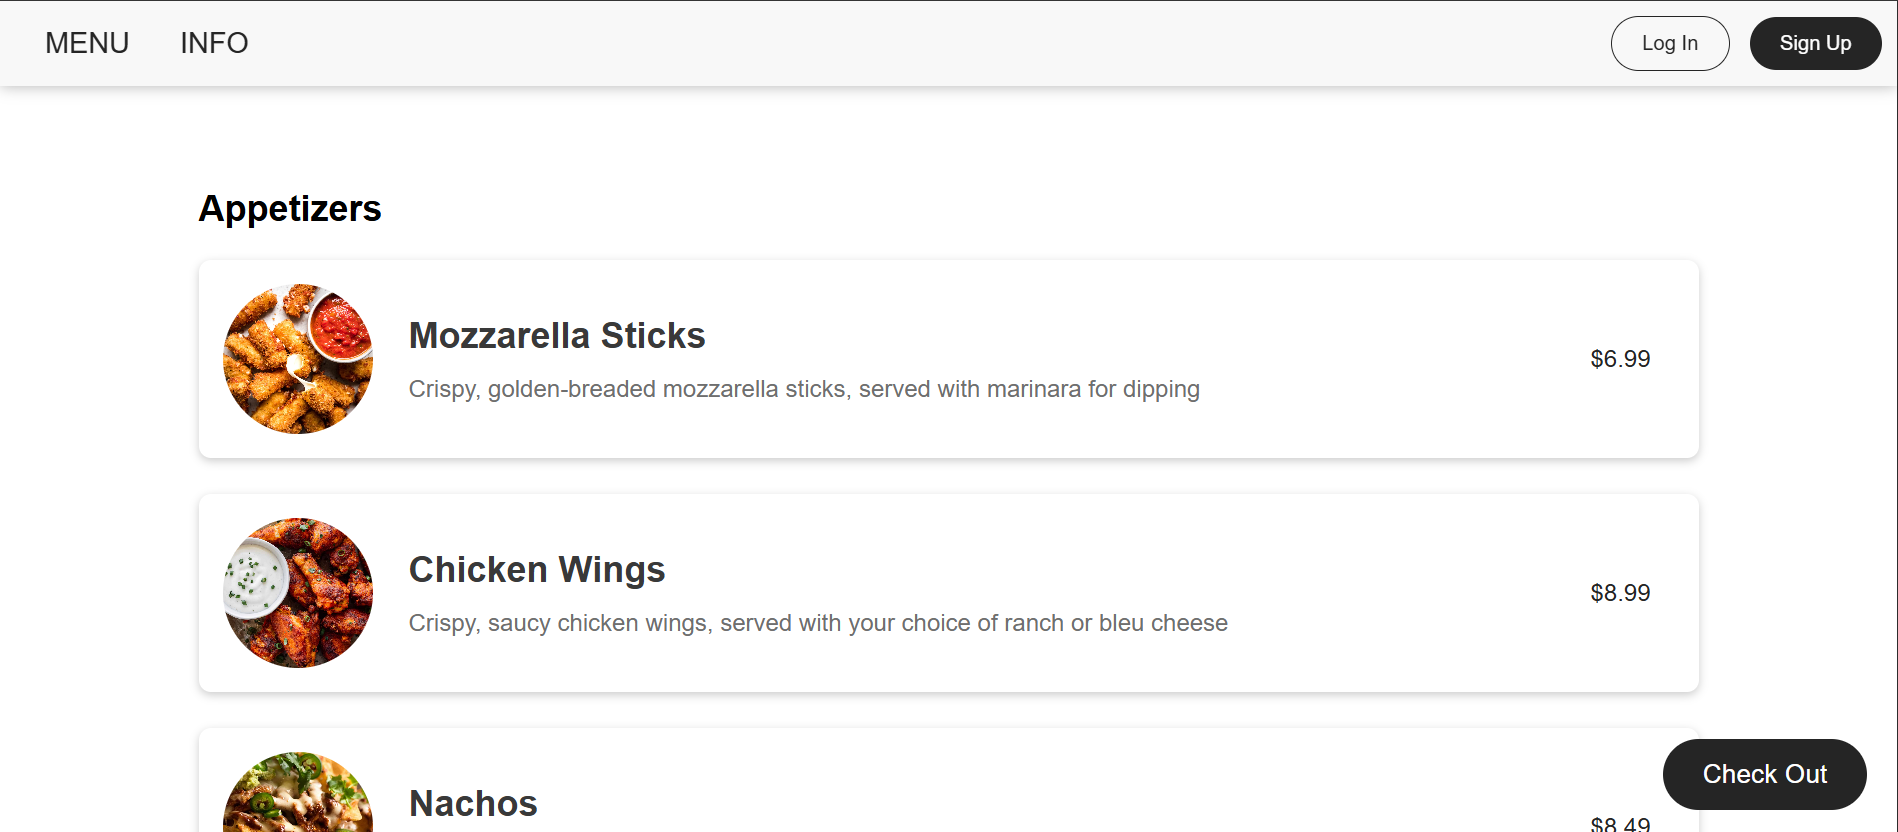 MENU INFO Log In Sign Up
Appetizers
Mozzarella Sticks
Crispy, golden-breaded mozzarella sticks, served with marinara for dipping
$6.99
Chicken Wings
Crispy, saucy chicken wings, served with your choice of ranch or bleu cheese
$8.99
Nachos
$8.49
Check Out